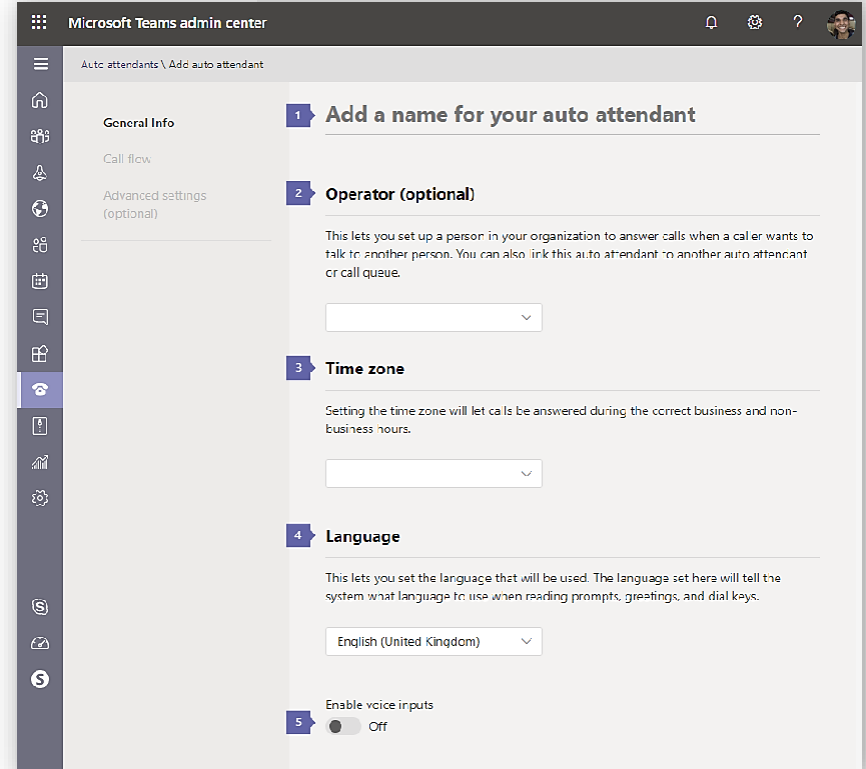 Microsoft Teams admin center
?
Auto attendants \ Add auto attendant
General Info
Call flow
Advanced settings
(optional)
1
Add a name for your auto attendant
2
Operator (optional)
This lets you set up a person in your organization to answer calls when a caller wants to
talk to another person. You can also link this auto attendant to another auto attendant
or call queue.
3
Time zone
Setting the time zone will let calls be answered during the correct business and non-
business hours.
4
Language
This lets you set the language that will be used. The language set here will tell the
system what language to use when reading prompts, greetings, and dial keys.
English (United Kingdom)
Enable voice inputs
5
Off